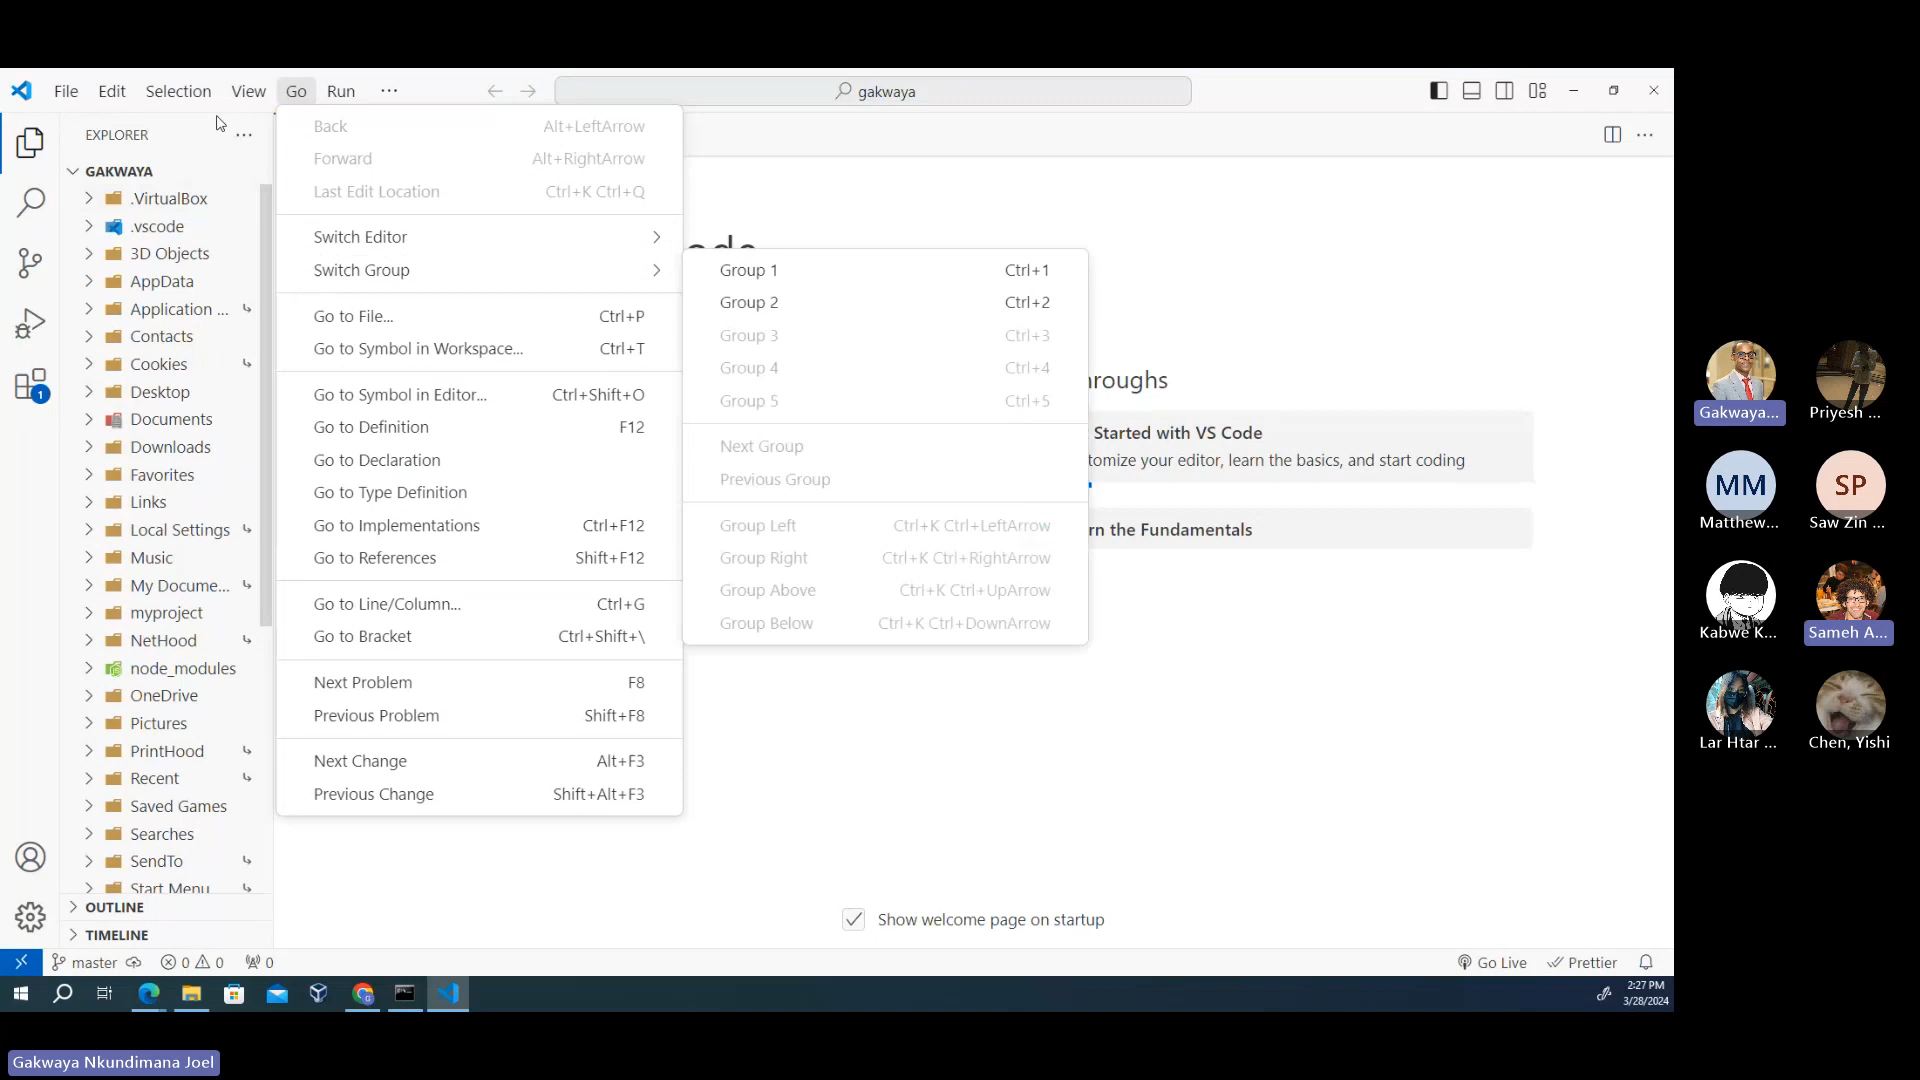 File Edit Selection View Go Run ···
gakwaya
EXPLORER
GAKWAYA
.VirtualBox
.vscode
3D Objects
AppData
Application ...
Contacts
Cookies
Desktop
Documents
Downloads
Favorites
Links
Local Settings
Music
My Docume...
myproject
NetHood
node_modules
OneDrive
Pictures
PrintHood
Recent
Saved Games
Searches
SendTo
Start Menu
OUTLINE
TIMELINE
1
Back Alt+LeftArrow
Forward Alt+RightArrow
Last Edit Location Ctrl+K Ctrl+Q
Switch Editor
Switch Group
Go to File... Ctrl+P
Go to Symbol in Workspace... Ctrl+T
Go to Symbol in Editor... Ctrl+Shift+O
Go to Definition F12
Go to Declaration
Go to Type Definition
Go to Implementations Ctrl+F12
Go to References Shift+F12
Go to Line/Column... Ctrl+G
Go to Bracket Ctrl+Shift+\
Next Problem F8
Previous Problem Shift+F8
Next Change Alt+F3
Previous Change Shift+Alt+F3
Group 1 Ctrl+1
Group 2 Ctrl+2
Group 3 Ctrl+3
Group 4 Ctrl+4
Group 5 Ctrl+5
Next Group
Previous Group
Group Left Ctrl+K Ctrl+LeftArrow
Group Right Ctrl+K Ctrl+RightArrow
Group Above Ctrl+K Ctrl+UpArrow
Group Below Ctrl+K Ctrl+DownArrow
Started with VS Code
your editor, learn the basics, and start coding
the Fundamentals
Show welcome page on startup
master 0 0 0
Go Live Prettier
2:27 PM
3/28/2024
Gakwaya... Priyesh ...
MM SP
Matthew... Saw Zin ...
Kabwe K... Sameh A...
Lar Htar ... Chen, Yishi
Gakwaya Nkundimana Joel